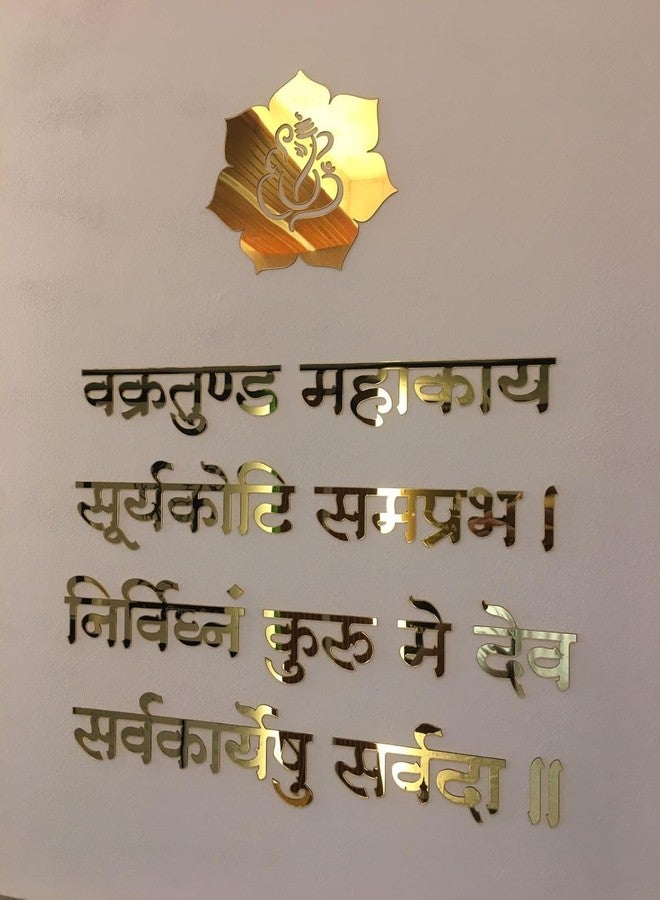 वक्रतुण्ड महाकाय
सूर्यकोटि समप्रभ ।
निर्विघ्नं कुरु मे देव
सर्वकार्येषु सर्वदा ॥